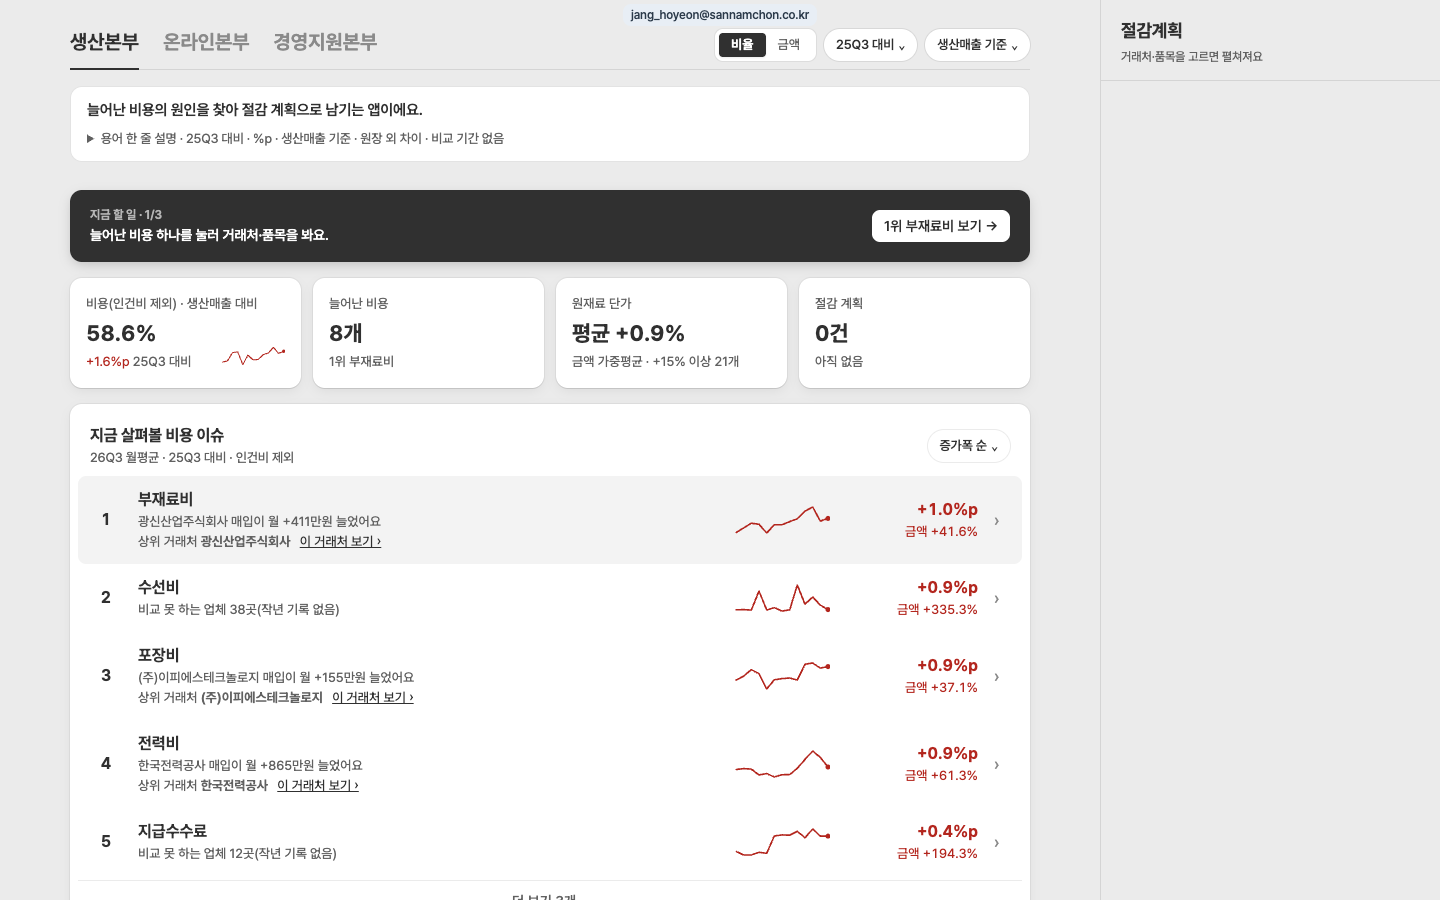 jang_hoyeon@sannamchon.co.kr
생산본부 온라인본부 경영지원본부
비율 금액 25Q3 대비 생산매출 기준
늘어난 비용의 원인을 찾아 절감 계획으로 남기는 앱이에요.
▶ 용어 한 줄 설명 · 25Q3 대비 · %p · 생산매출 기준 · 원장 외 차이 · 비교 기간 없음
지금 할 일 · 1/3
늘어난 비용 하나를 눌러 거래처·품목을 봐요.
1위 부재료비 보기 →
비용(인건비 제외) · 생산매출 대비
58.6%
+1.6%p 25Q3 대비
늘어난 비용
8개
1위 부재료비
원재료 단가
평균 +0.9%
금액 가중평균 · +15% 이상 21개
절감 계획
0건
아직 없음
지금 살펴볼 비용 이슈
26Q3 월평균 · 25Q3 대비 · 인건비 제외
증가폭 순
1
부재료비
광신산업주식회사 매입이 월 +411만원 늘었어요
상위 거래처 광신산업주식회사 이 거래처 보기 ›
+1.0%p
금액 +41.6%
2
수선비
비교 못 하는 업체 38곳(작년 기록 없음)
+0.9%p
금액 +335.3%
3
포장비
(주)이피에스테크놀로지 매입이 월 +155만원 늘었어요
상위 거래처 (주)이피에스테크놀로지 이 거래처 보기 ›
+0.9%p
금액 +37.1%
4
전력비
한국전력공사 매입이 월 +865만원 늘었어요
상위 거래처 한국전력공사 이 거래처 보기 ›
+0.9%p
금액 +61.3%
5
지급수수료
비교 못 하는 업체 12곳(작년 기록 없음)
+0.4%p
금액 +194.3%
더 보기 3개
절감계획
거래처·품목을 고르면 펼쳐져요